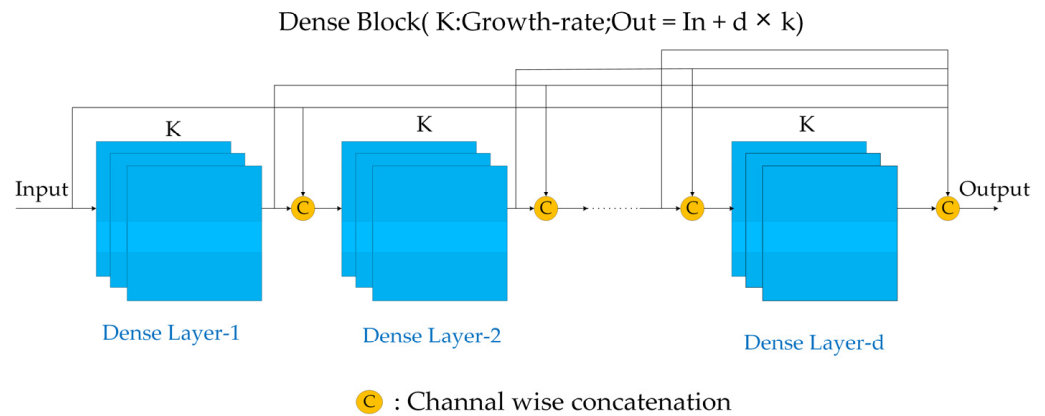 Dense Block( K:Growth-rate;Out = In + d × k)
K
K
K
Input
C
C
C
C
Output
Dense Layer-1
Dense Layer-2
Dense Layer-d
C : Channal wise concatenation